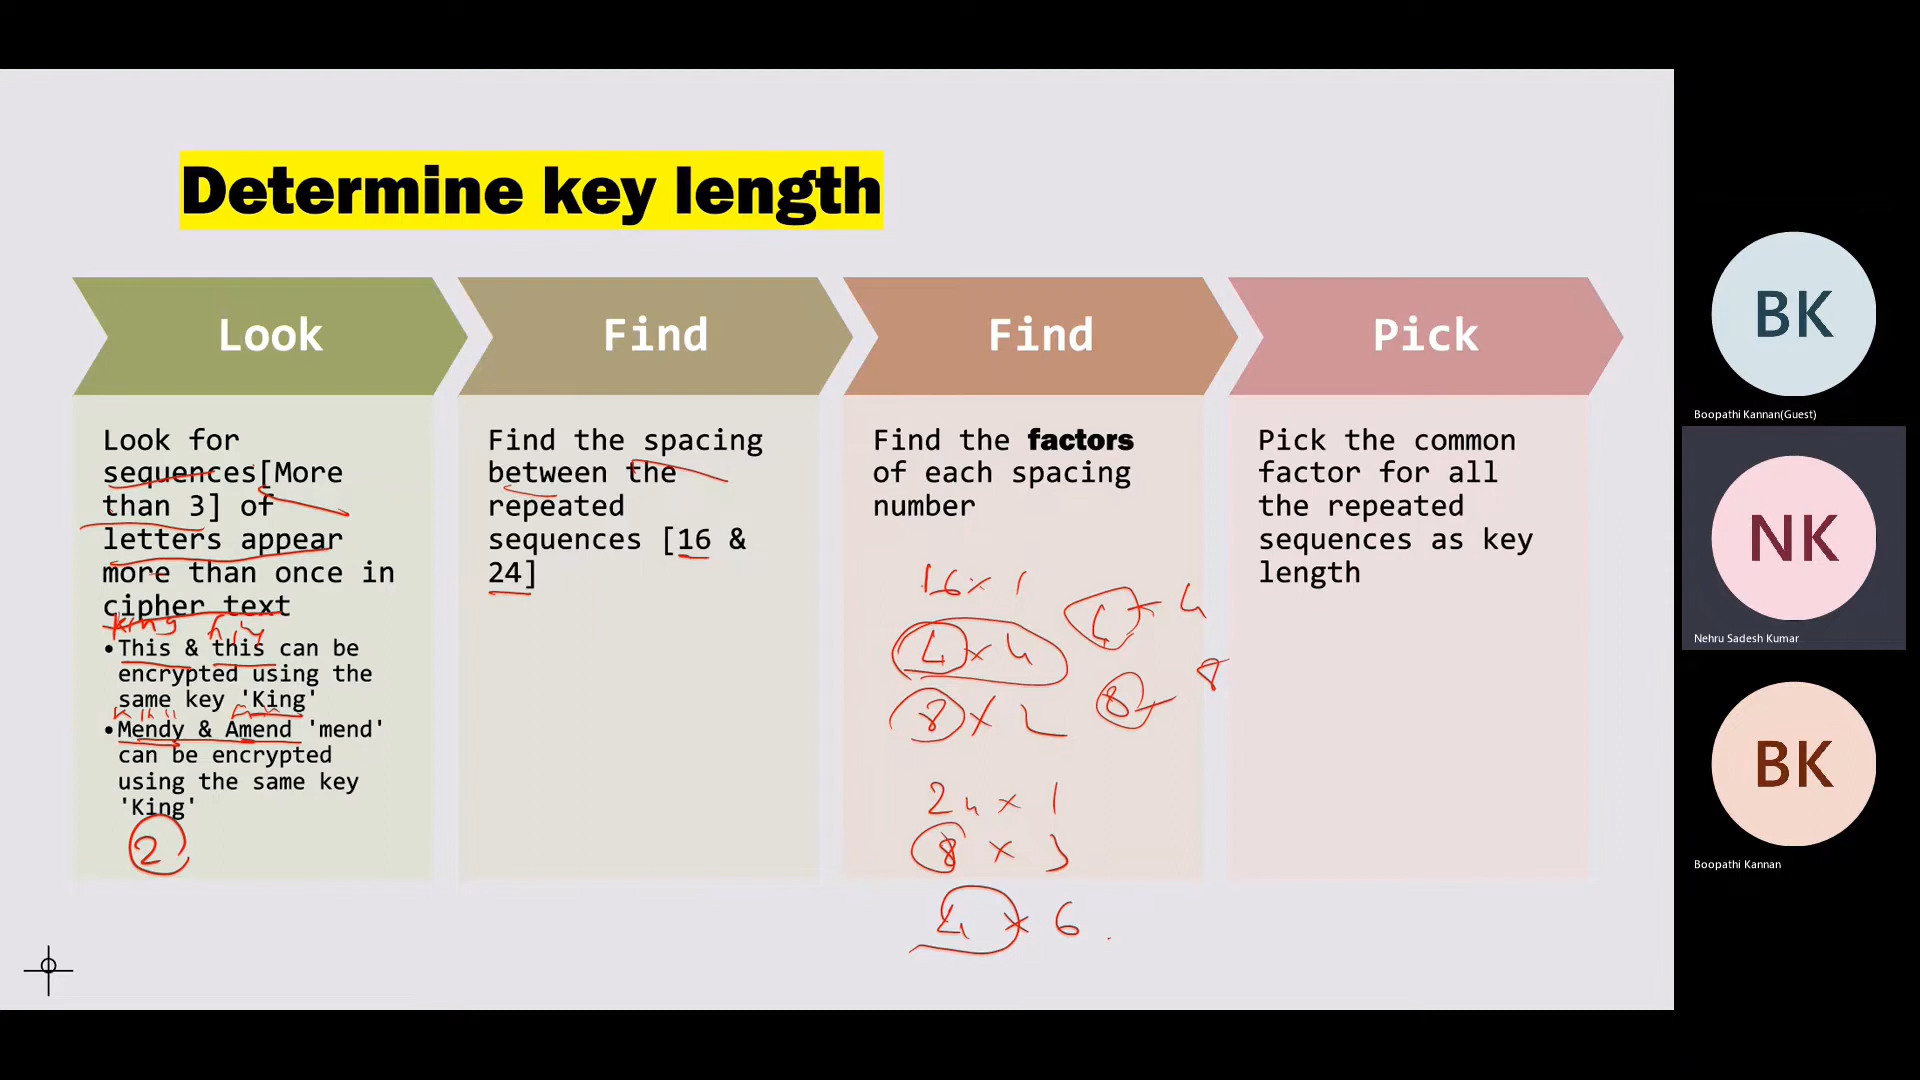 Determine key length
Look
Look for
sequences[More
than 3] of
letters appear
more than once in
cipher text
king
•This & this can be
encrypted using the
same key 'King'
•Mendy & Amend 'mend'
can be encrypted
using the same key
'King'
2
Find
Find the spacing
between the
repeated
sequences [16 &
24]
Find
Find the factors
of each spacing
number
16 x 1
4 x 4
8 x 2
4 - 4
8 - 8
24 x 1
8 x 3
4 x 6
Pick
Pick the common
factor for all
the repeated
sequences as key
length
BK
Boopathi Kannan(Guest)
NK
Nehru Sadesh Kumar
BK
Boopathi Kannan